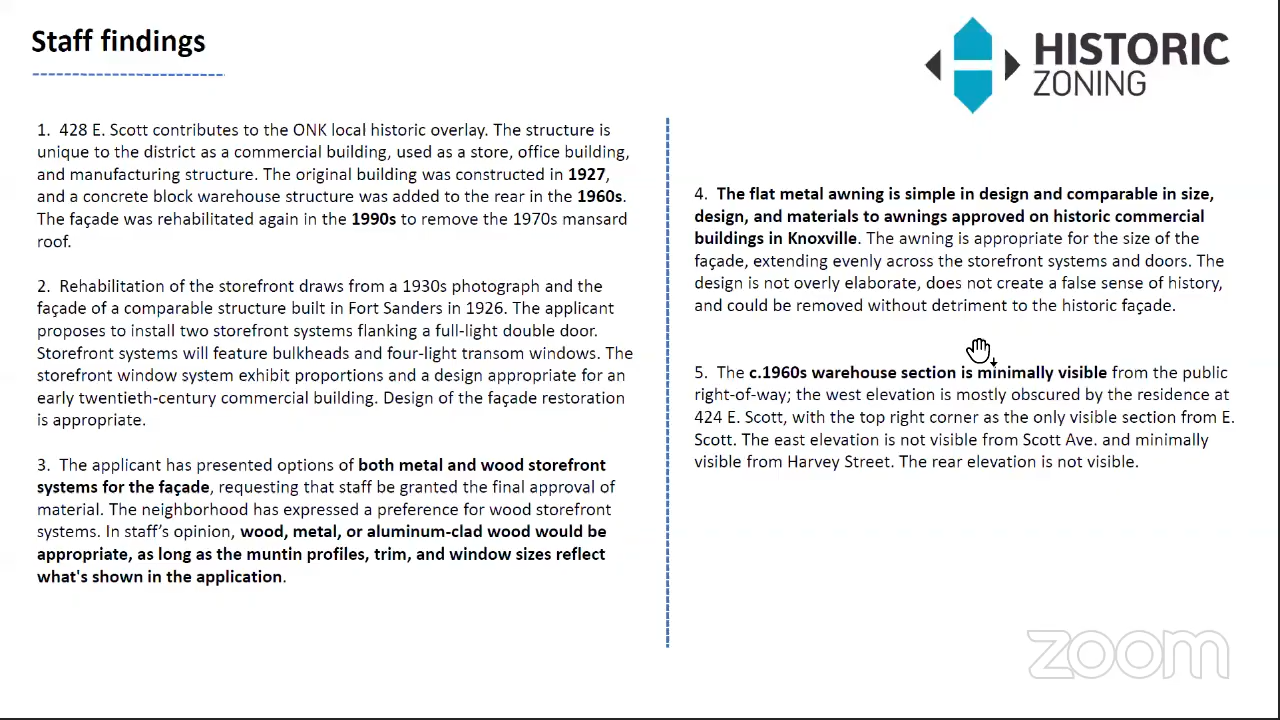 Staff findings
HISTORIC
ZONING
1.  428 E. Scott contributes to the ONK local historic overlay. The structure is
unique to the district as a commercial building, used as a store, office building,
and manufacturing structure. The original building was constructed in 1927,
and a concrete block warehouse structure was added to the rear in the 1960s.
The façade was rehabilitated again in the 1990s to remove the 1970s mansard
roof.
2.  Rehabilitation of the storefront draws from a 1930s photograph and the
façade of a comparable structure built in Fort Sanders in 1926. The applicant
proposes to install two storefront systems flanking a full-light double door.
Storefront systems will feature bulkheads and four-light transom windows. The
storefront window system exhibit proportions and a design appropriate for an
early twentieth-century commercial building. Design of the façade restoration
is appropriate.
3.  The applicant has presented options of both metal and wood storefront
systems for the façade, requesting that staff be granted the final approval of
material. The neighborhood has expressed a preference for wood storefront
systems. In staff's opinion, wood, metal, or aluminum-clad wood would be
appropriate, as long as the muntin profiles, trim, and window sizes reflect
what's shown in the application.
4.  The flat metal awning is simple in design and comparable in size,
design, and materials to awnings approved on historic commercial
buildings in Knoxville. The awning is appropriate for the size of the
façade, extending evenly across the storefront systems and doors. The
design is not overly elaborate, does not create a false sense of history,
and could be removed without detriment to the historic façade.
5.  The c.1960s warehouse section is minimally visible from the public
right-of-way; the west elevation is mostly obscured by the residence at
424 E. Scott, with the top right corner as the only visible section from E.
Scott. The east elevation is not visible from Scott Ave. and minimally
visible from Harvey Street. The rear elevation is not visible.
zoom